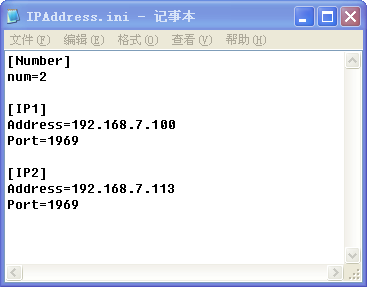 IPAddress.ini - 记事本
文件(F) 编辑(E) 格式(O) 查看(V) 帮助(H)
[Number]
num=2
[IP1]
Address=192.168.7.100
Port=1969
[IP2]
Address=192.168.7.113
Port=1969